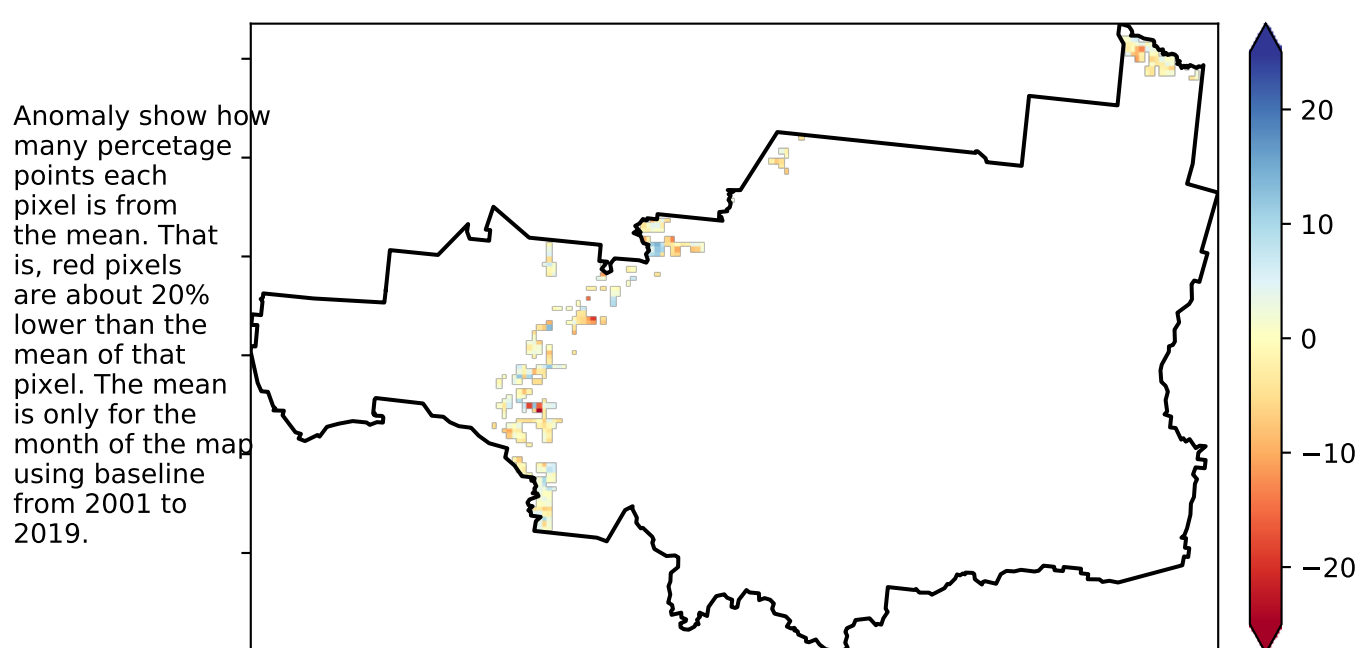 Anomaly show how
many percetage
points each
pixel is from
the mean. That
is, red pixels
are about 20%
lower than the
mean of that
pixel. The mean
is only for the
month of the map
using baseline
from 2001 to
2019.
20
10
0
−10
−20